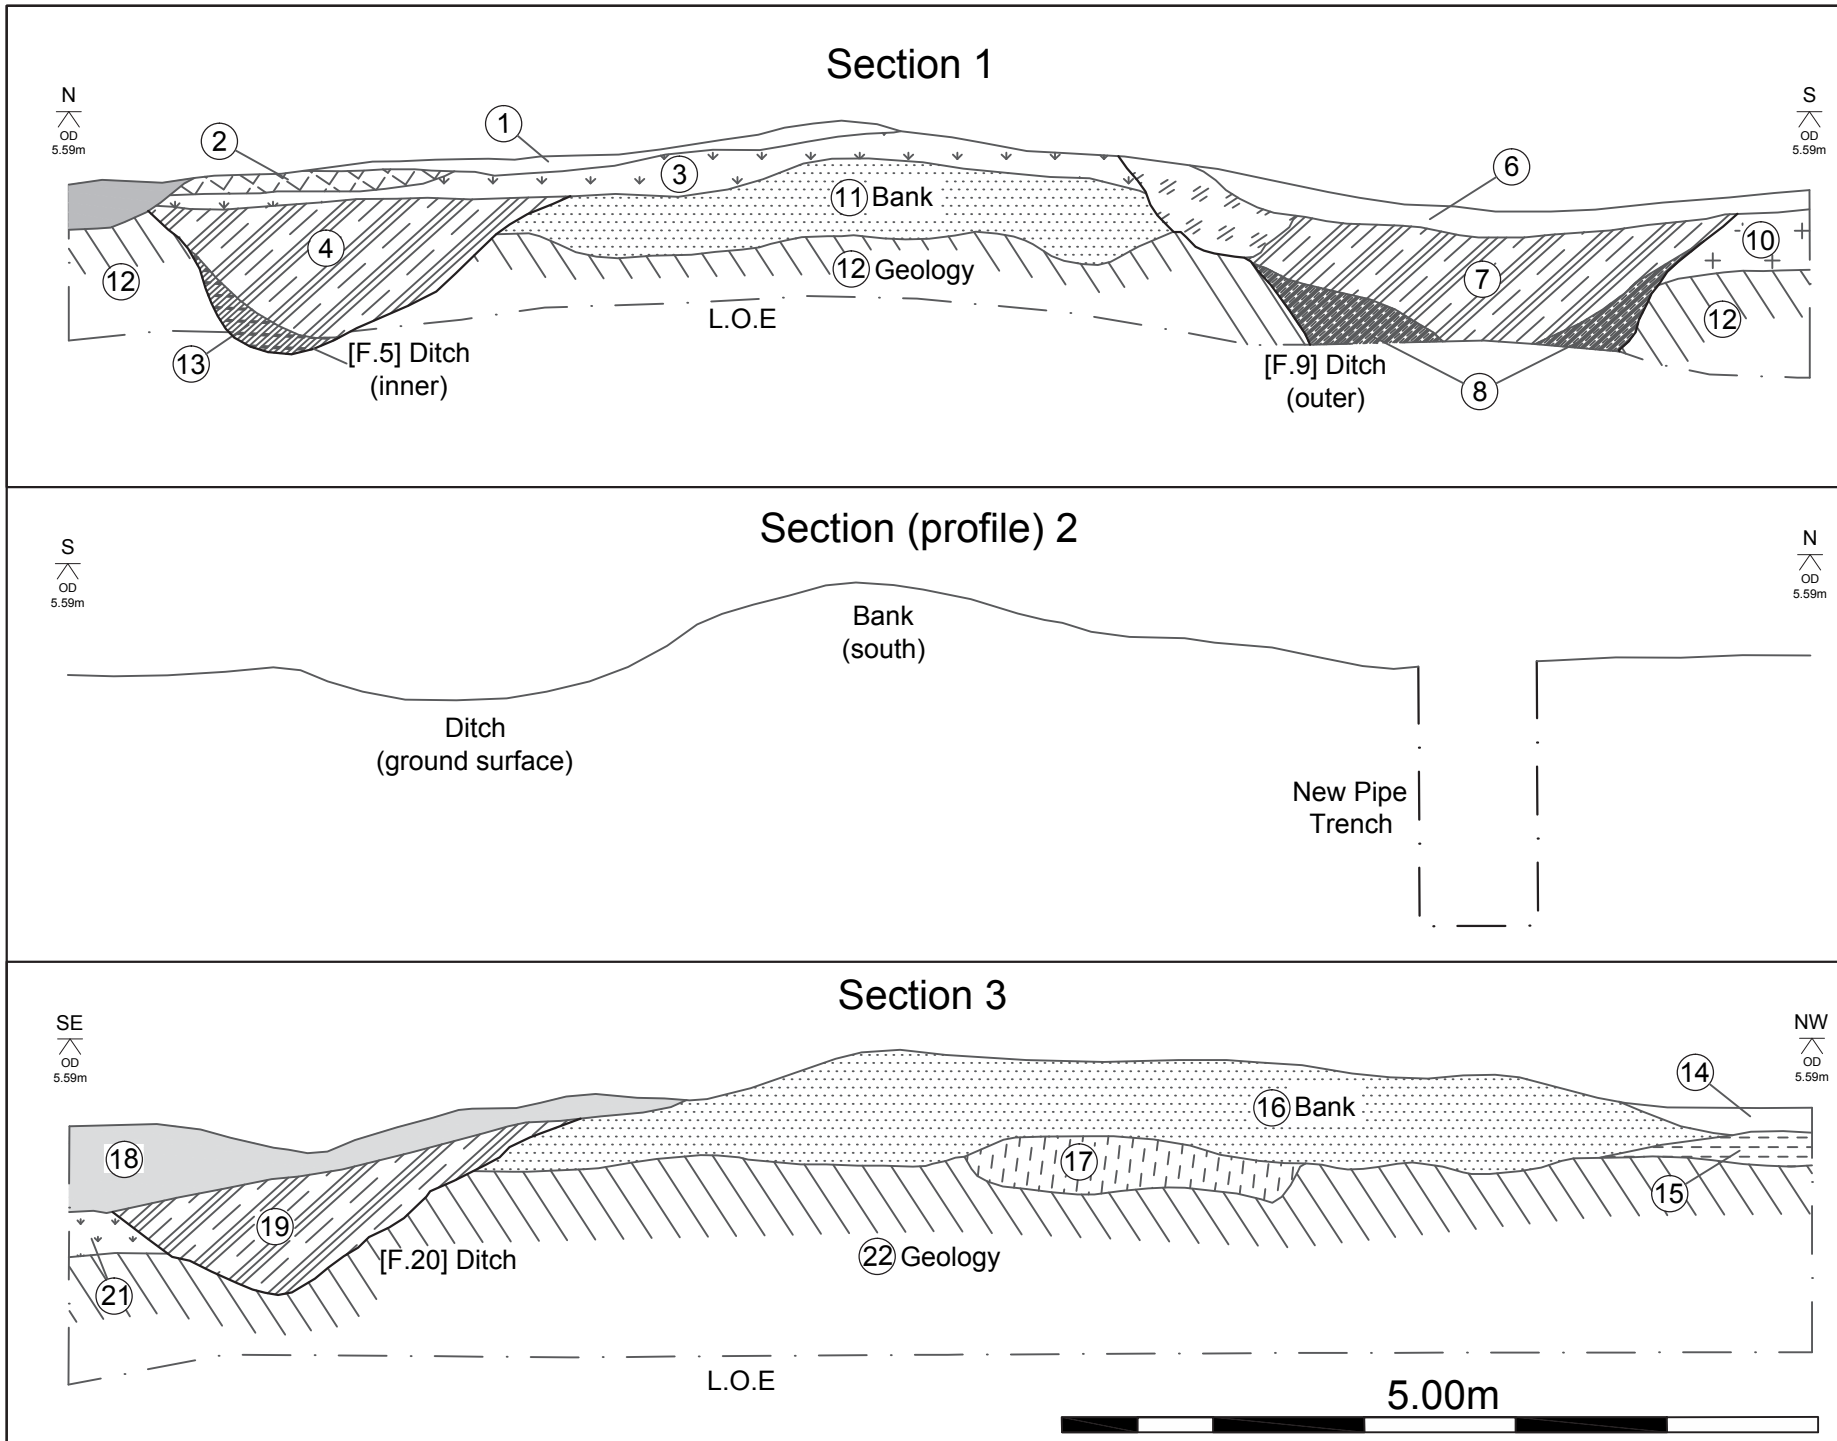 Section 1
N
OD
5.59m
S
OD
5.59m
2
1
3
6
11 Bank
10
4
12
12 Geology
7
12
L.O.E
13
[F.5] Ditch
(inner)
[F.9] Ditch
(outer)
8
Section (profile) 2
S
OD
5.59m
N
OD
5.59m
Bank
(south)
Ditch
(ground surface)
New Pipe
Trench
Section 3
SE
OD
5.59m
NW
OD
5.59m
14
16 Bank
18
17
15
19
[F.20] Ditch
22 Geology
21
L.O.E
5.00m